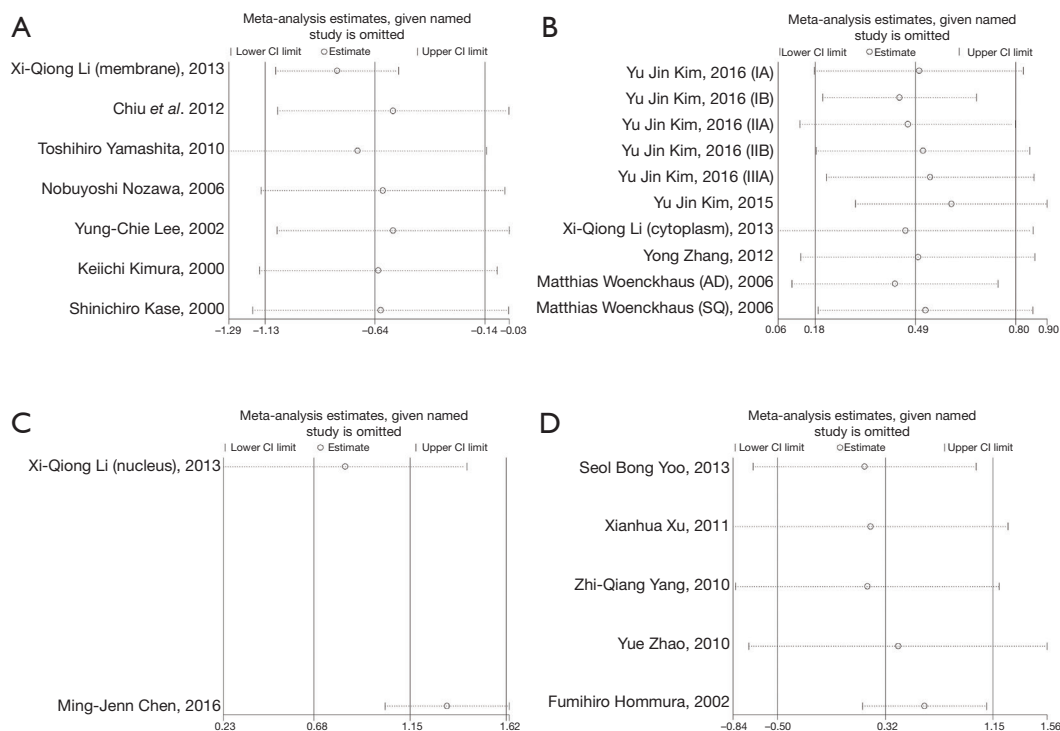 A
Meta-analysis estimates, given named
study is omitted
Lower CI limit Estimate Upper CI limit
Xi-Qiong Li (membrane), 2013
Chiu et al. 2012
Toshihiro Yamashita, 2010
Nobuyoshi Nozawa, 2006
Yung-Chie Lee, 2002
Keiichi Kimura, 2000
Shinichiro Kase, 2000
−1.29 −1.13 −0.64 −0.14 −0.03
B
Meta-analysis estimates, given named
study is omitted
Lower CI limit Estimate Upper CI limit
Yu Jin Kim, 2016 (IA)
Yu Jin Kim, 2016 (IB)
Yu Jin Kim, 2016 (IIA)
Yu Jin Kim, 2016 (IIB)
Yu Jin Kim, 2016 (IIIA)
Yu Jin Kim, 2015
Xi-Qiong Li (cytoplasm), 2013
Yong Zhang, 2012
Matthias Woenckhaus (AD), 2006
Matthias Woenckhaus (SQ), 2006
0.06 0.18 0.49 0.80 0.90
C
Meta-analysis estimates, given named
study is omitted
Lower CI limit Estimate Upper CI limit
Xi-Qiong Li (nucleus), 2013
Ming-Jenn Chen, 2016
0.23 0.68 1.15 1.62
D
Meta-analysis estimates, given named
study is omitted
Lower CI limit Estimate Upper CI limit
Seol Bong Yoo, 2013
Xianhua Xu, 2011
Zhi-Qiang Yang, 2010
Yue Zhao, 2010
Fumihiro Hommura, 2002
−0.84 −0.50 0.32 1.15 1.56